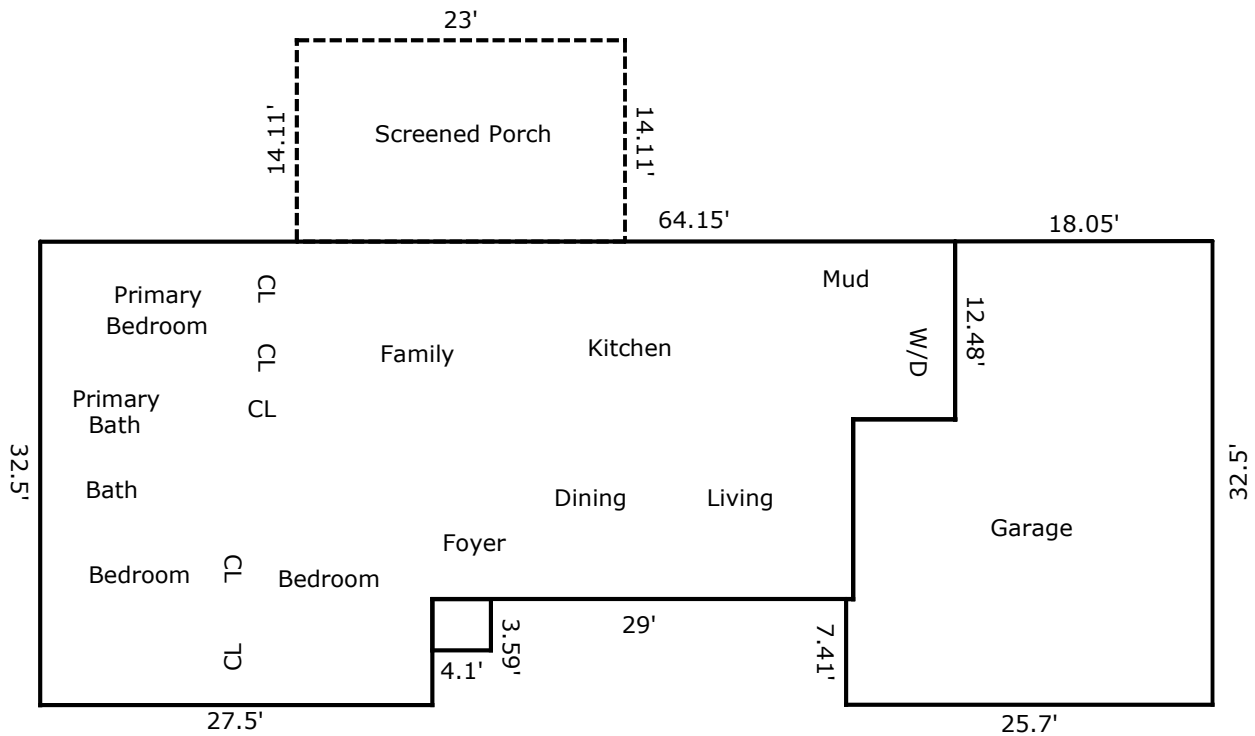 23'
14.11'
Screened Porch
14.11'
64.15'
18.05'
Primary
Bedroom
CL
CL
Family
Kitchen
Mud
W/D
12.48'
Primary
Bath
CL
32.5'
Bath
Dining
Living
Garage
32.5'
Foyer
Bedroom
CL
Bedroom
CL
4.1'
3.59'
29'
7.41'
27.5'
25.7'